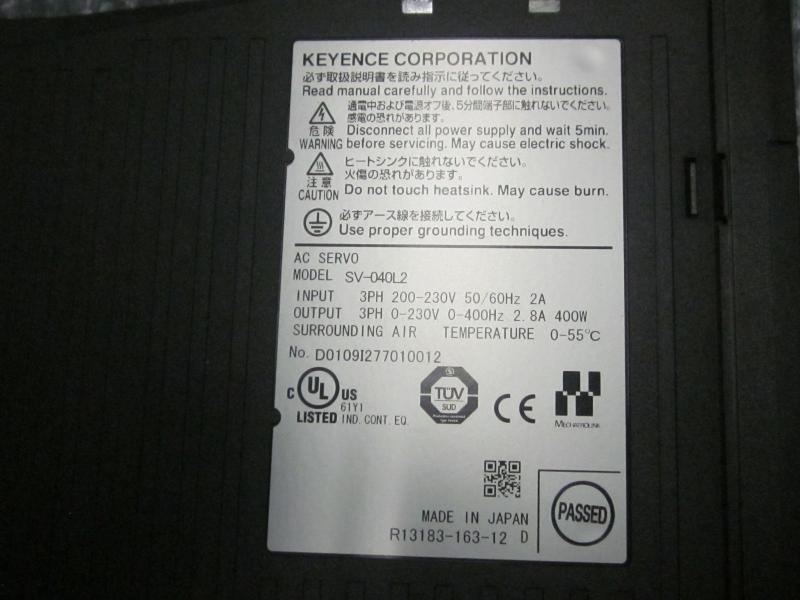 KEYENCE CORPORATION
必ず取扱説明書を読み指示に従ってください。
Read manual carefully and follow the instructions.
通電中および電源オフ後、5分間端子部に触れないでください。
感電の恐れがあります。
危険
WARNING
Disconnect all power supply and wait 5min.
before servicing. May cause electric shock.
ヒートシンクに触れないでください。
火傷の恐れがあります。
注意
CAUTION
Do not touch heatsink. May cause burn.
必ずアース線を接続してください。
Use proper grounding techniques.
AC SERVO
MODEL SV-040L2
INPUT 3PH 200-230V 50/60Hz 2A
OUTPUT 3PH 0-230V 0-400Hz 2.8A 400W
SURROUNDING AIR TEMPERATURE 0-55°C
No. D0109I277010012
C UL US
61Y1
LISTED IND. CONT. EQ.
TÜV
SÜD
CE
MECHATROLINK
MADE IN JAPAN
R13183-163-12 D
PASSED